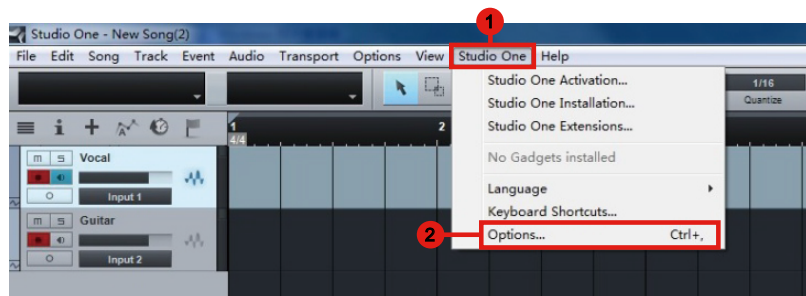 1
Studio One - New Song(2)
File Edit Song Track Event Audio Transport Options View Studio One Help
Studio One Activation...
Studio One Installation...
Studio One Extensions...
No Gadgets installed
Language
Keyboard Shortcuts...
2 Options... Ctrl+,
1/16
Quantize
i
1 2
4/4
m s Vocal
Input 1
m s Guitar
Input 2